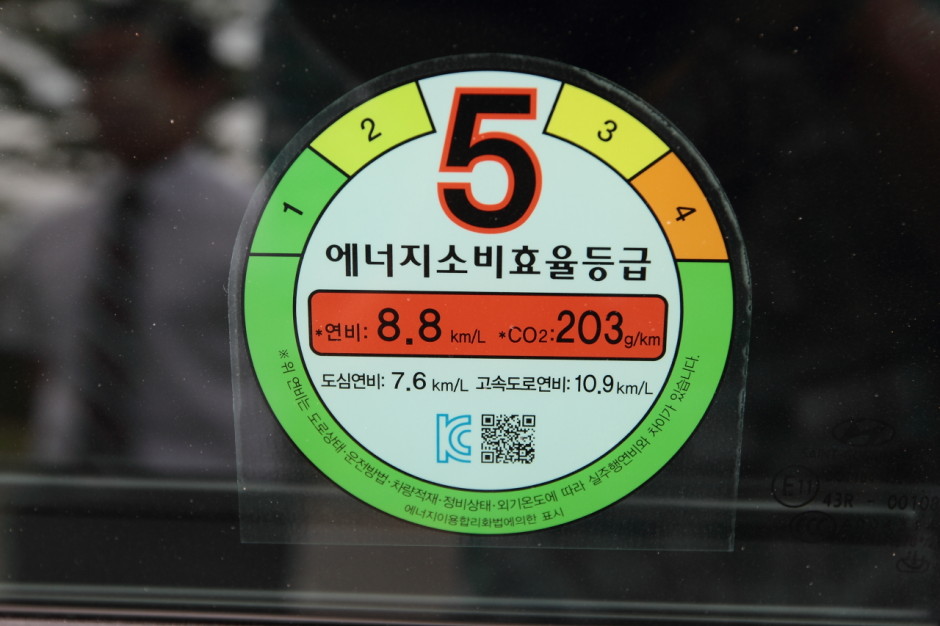 1
2
5
3
4
에너지소비효율등급
*연비: 8.8 km/L *CO2:203g/km
도심연비: 7.6 km/L 고속도로연비: 10.9km/L
※위 연비는 도로상태·운전방법·차량적재·정비상태·외기온도에 따라 실주행연비와 차이가 있습니다.
에너지이용합리화법에의한 표시
43R